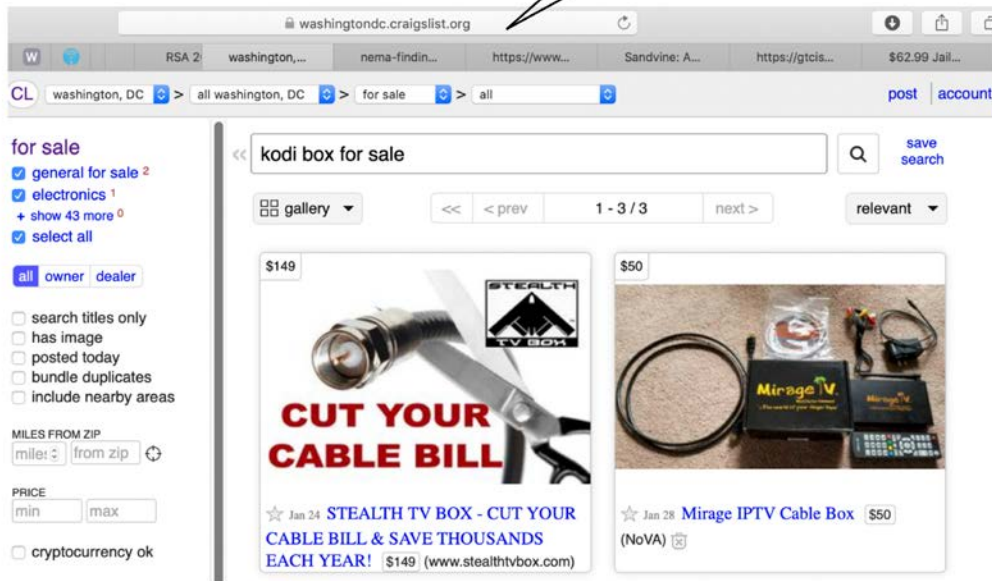 washingtondc.craigslist.org
W
RSA 2
washington,...
nema-findin...
https://www...
Sandvine: A...
https://gtcis...
$62.99 Jail...
CL
washington, DC > all washington, DC > for sale > all
post account
for sale
general for sale 2
electronics 1
+ show 43 more 0
select all
all owner dealer
search titles only
has image
posted today
bundle duplicates
include nearby areas
MILES FROM ZIP
miles from zip
PRICE
min max
cryptocurrency ok
« kodi box for sale
save
search
gallery
<< < prev 1 - 3 / 3 next >
relevant
$149
STEALTH
TV BOX
CUT YOUR
CABLE BILL
Jan 24 STEALTH TV BOX - CUT YOUR
CABLE BILL & SAVE THOUSANDS
EACH YEAR! $149 (www.stealthtvbox.com)
$50
Mirage TV.
Mirage TV.
Jan 28 Mirage IPTV Cable Box $50
(NoVA)